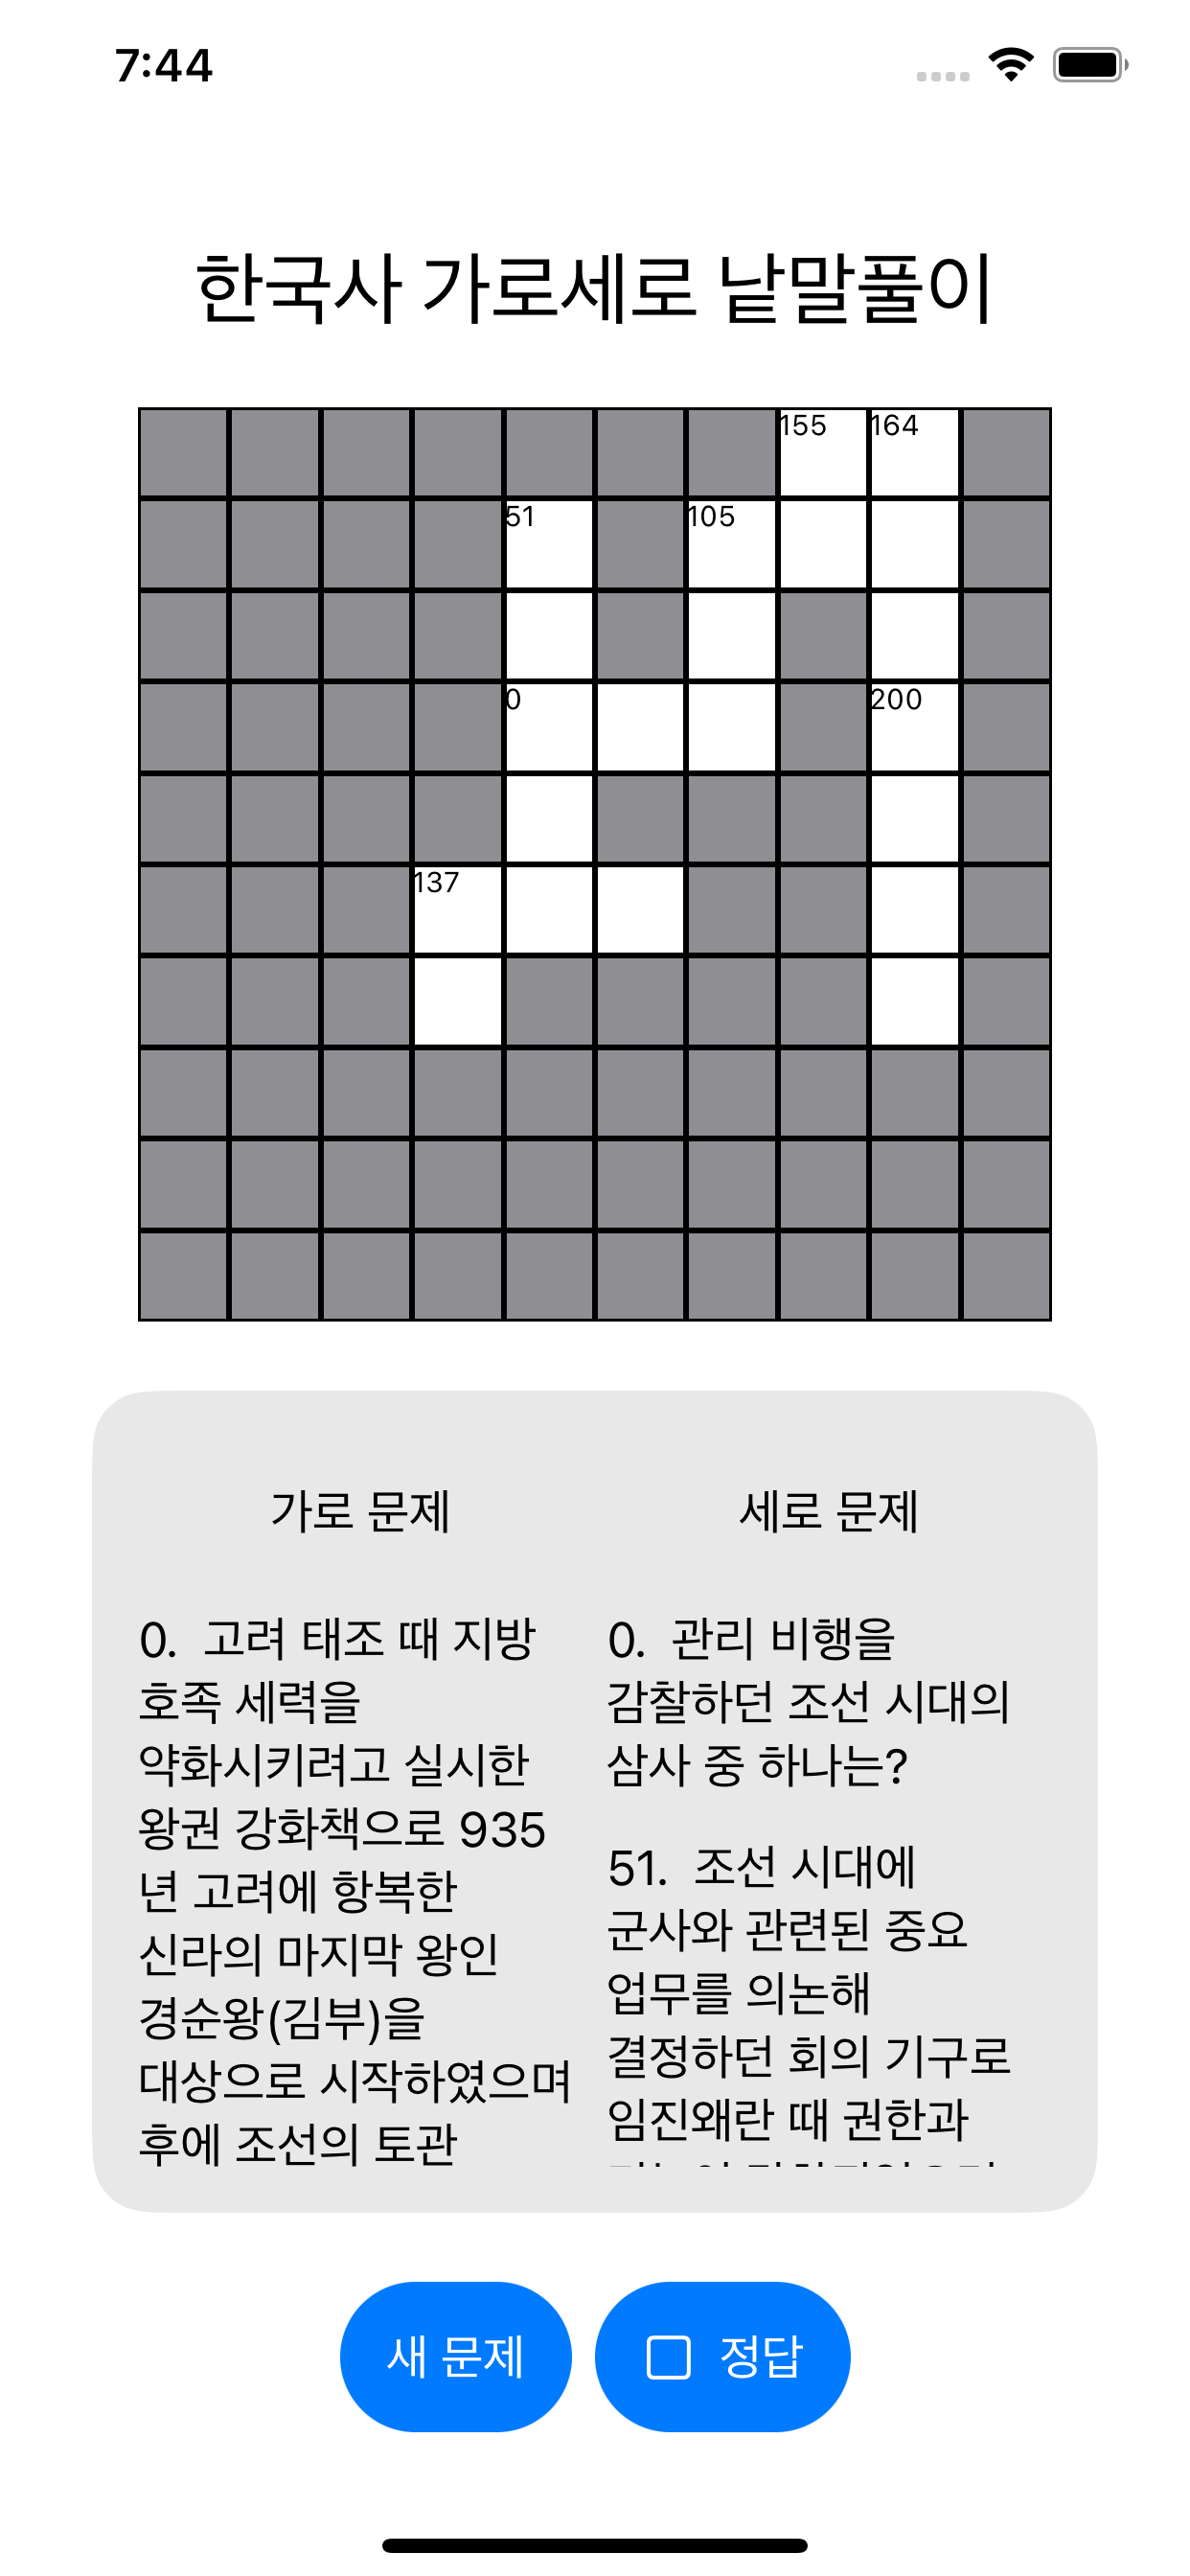 7:44
한국사 가로세로 낱말풀이
155 164
51 105
0 200
137
가로 문제
0. 고려 태조 때 지방
호족 세력을
약화시키려고 실시한
왕권 강화책으로 935
년 고려에 항복한
신라의 마지막 왕인
경순왕(김부)을
대상으로 시작하였으며
후에 조선의 토관
세로 문제
0. 관리 비행을
감찰하던 조선 시대의
삼사 중 하나는?
51. 조선 시대에
군사와 관련된 중요
업무를 의논해
결정하던 회의 기구로
임진왜란 때 권한과
새 문제
정답